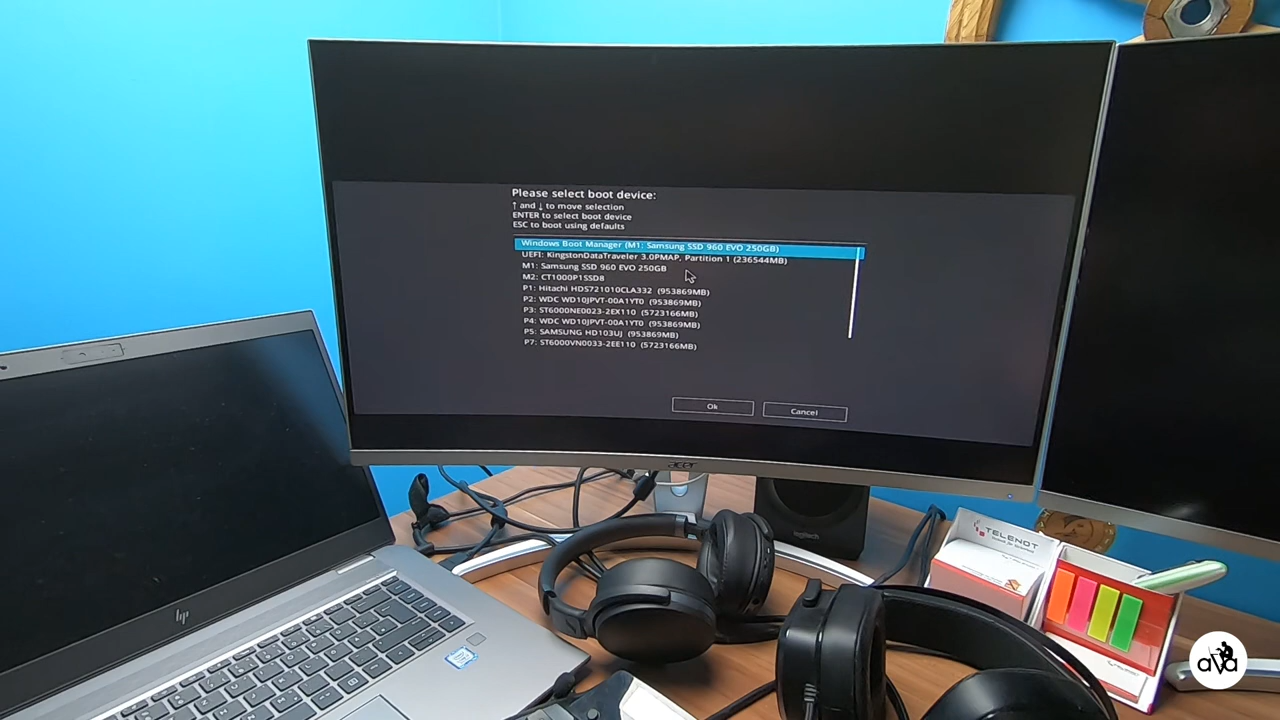 Please select boot device:
↑ and ↓ to move selection
ENTER to select boot device
ESC to boot using defaults
Windows Boot Manager (M1: Samsung SSD 960 EVO 250GB)
UEFI: KingstonDataTraveler 3.0PMAP, Partition 1 (236544MB)
M1: Samsung SSD 960 EVO 250GB
M2: CT1000P1SSD8
P1: Hitachi HDS721010CLA332 (953869MB)
P2: WDC WD10JPVT-00A1YT0 (953869MB)
P3: ST6000NE0023-2EX110 (5723166MB)
P4: WDC WD10JPVT-00A1YT0 (953869MB)
P5: SAMSUNG HD103UJ (953869MB)
P7: ST6000VN0033-2EE110 (5723166MB)
Ok
Cancel
acer
logitech
TELENOT
hp
ava